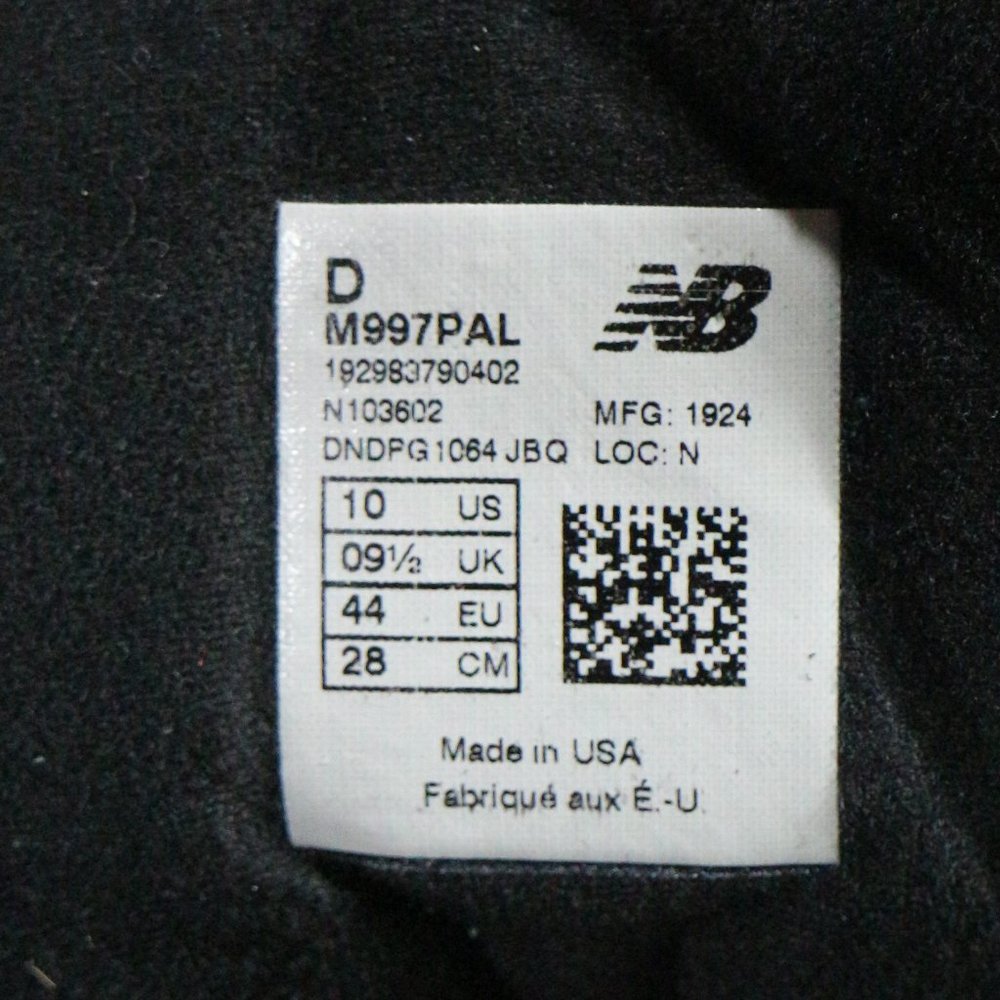 D
M997PAL
NB
192983790402
N103602 MFG: 1924
DNDPG1064 JBQ LOC: N
10 US
09½ UK
44 EU
28 CM
Made in USA
Fabriqué aux É.-U.